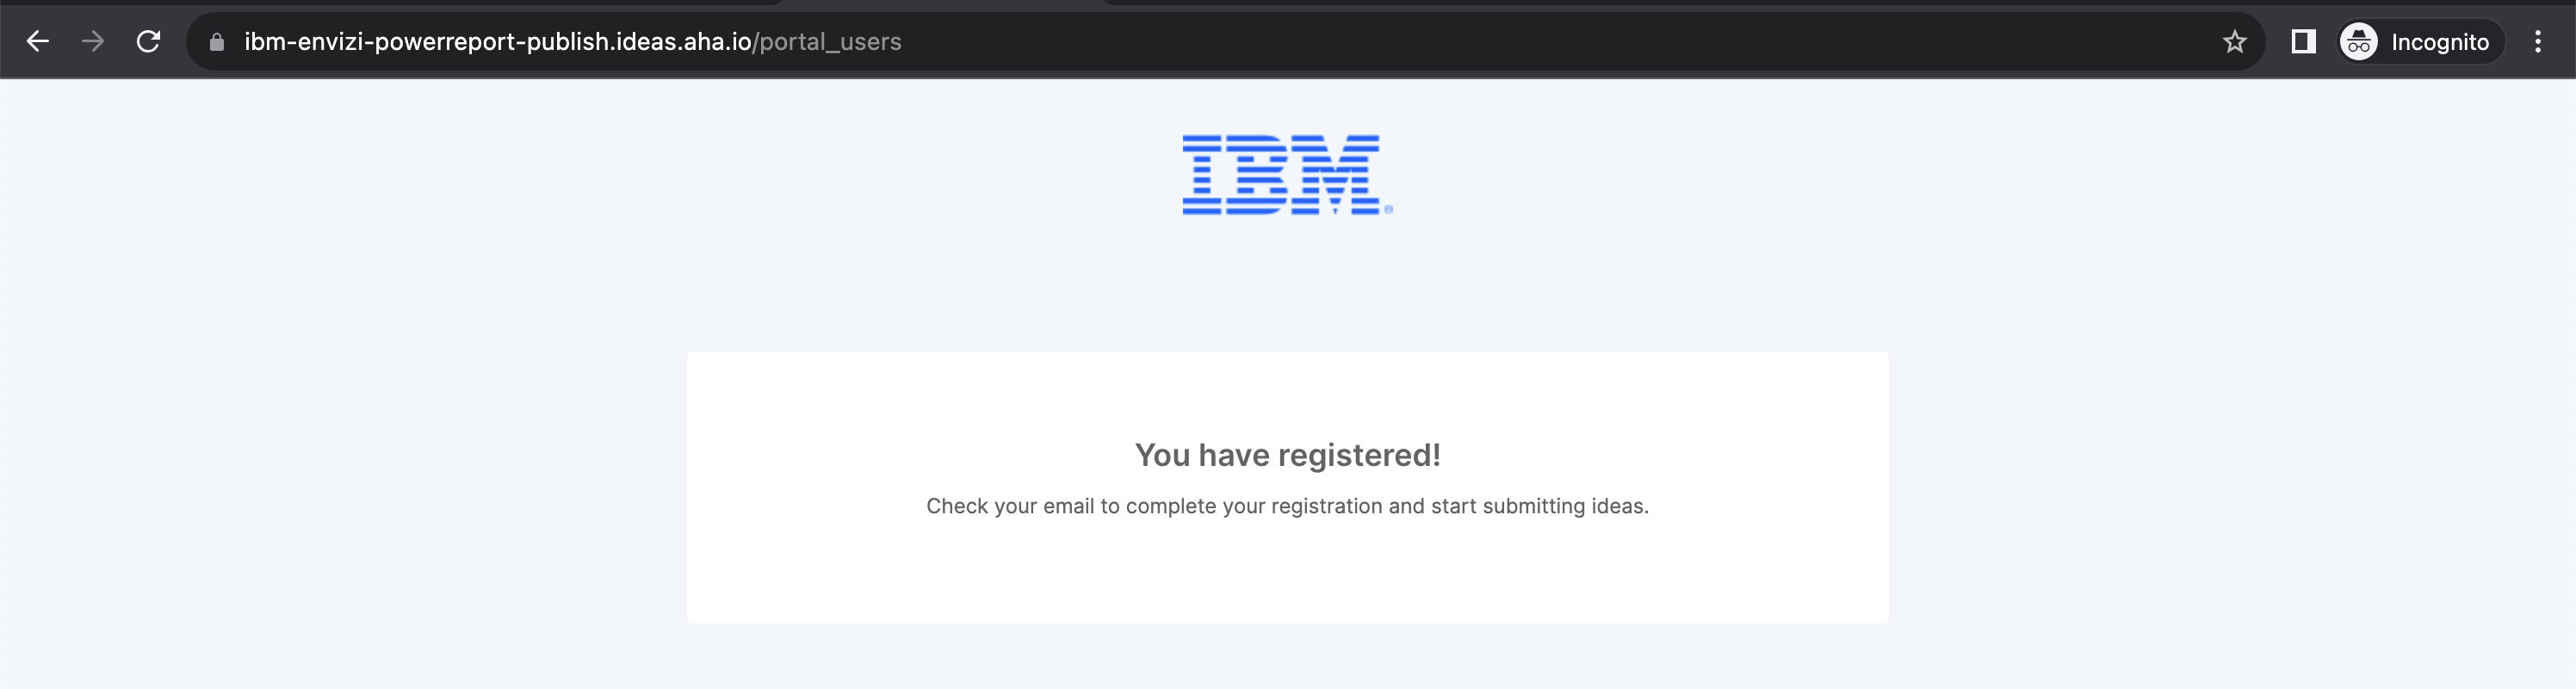 ibm-envizi-powerreport-publish.ideas.aha.io/portal_users
Incognito
IBM®
You have registered!
Check your email to complete your registration and start submitting ideas.